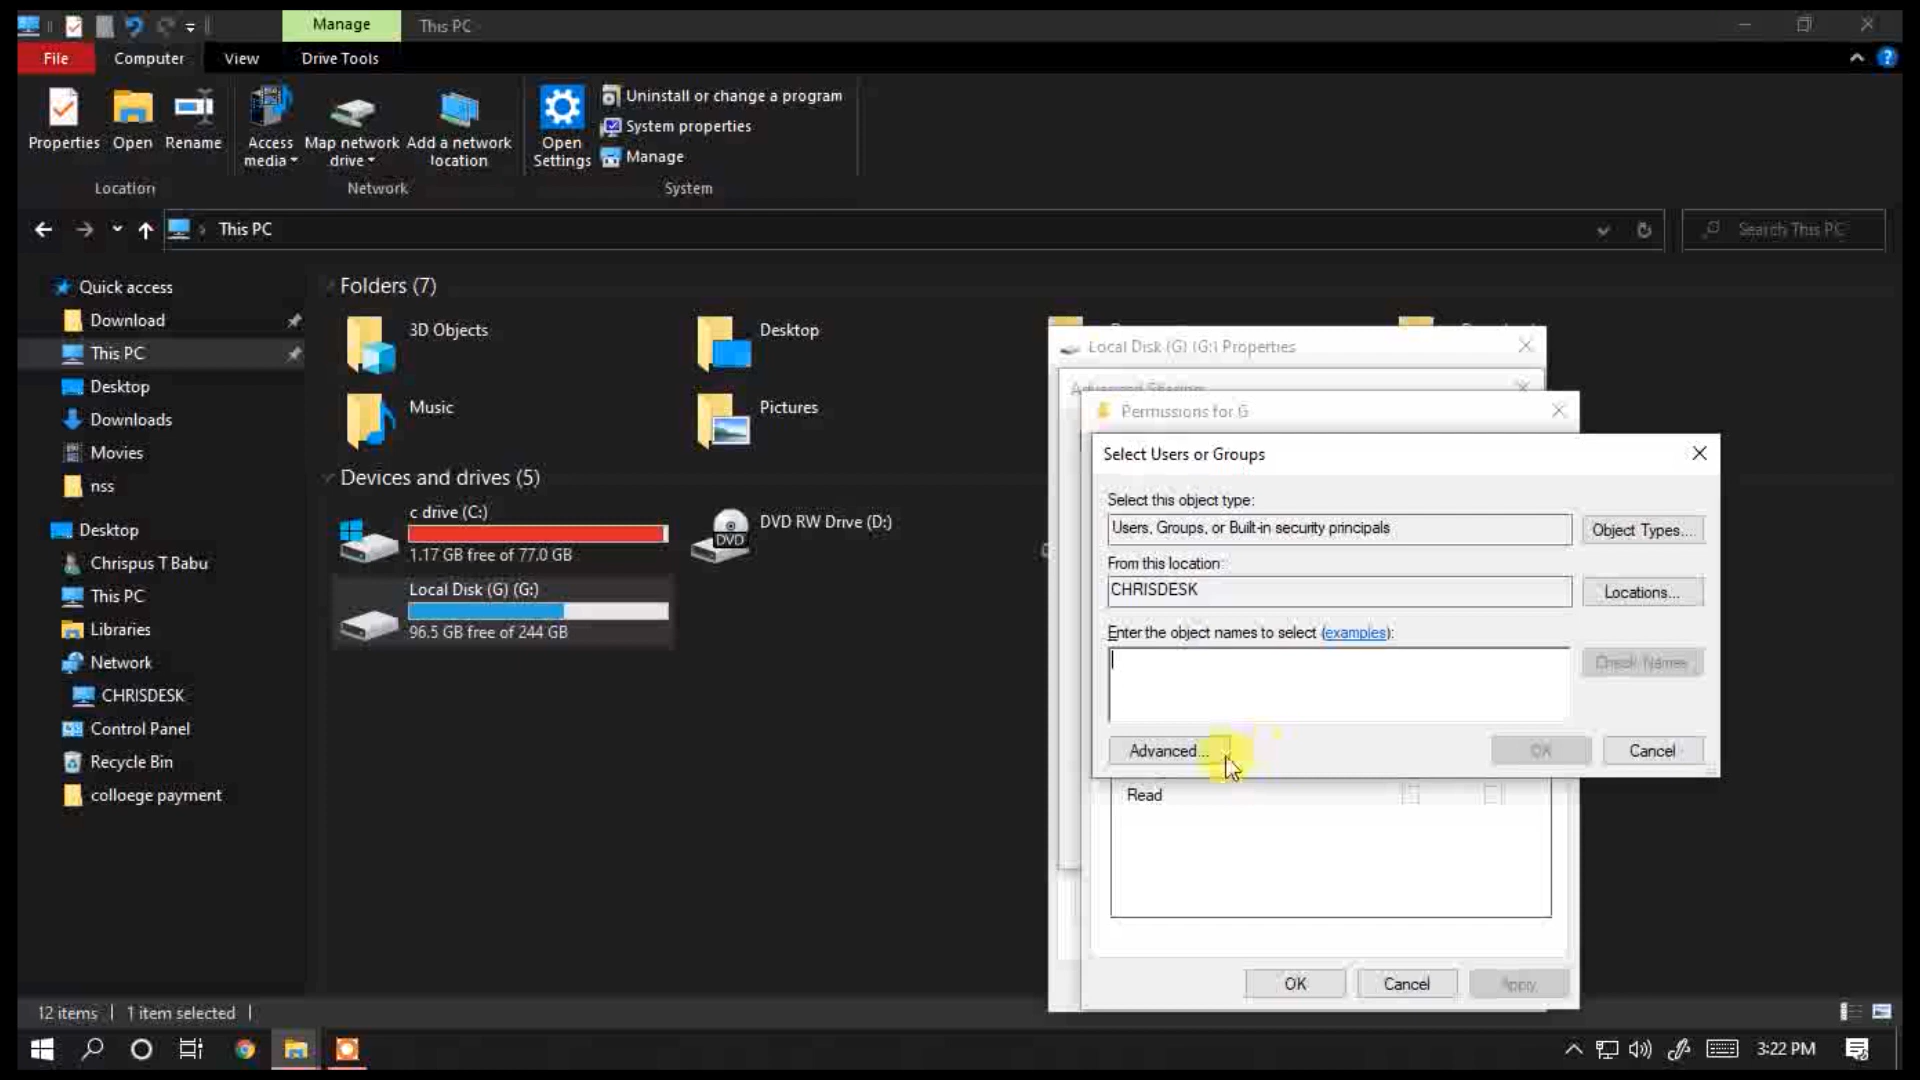 Manage
This PC
File
Computer
View
Drive Tools
Properties
Open
Rename
Access media
Map network drive
Add a network location
Open Settings
Uninstall or change a program
System properties
Manage
Location
Network
System
This PC
Search This PC
Quick access
Download
This PC
Desktop
Downloads
Movies
nss
Desktop
Chrispus T Babu
This PC
Libraries
Network
CHRISDESK
Control Panel
Recycle Bin
colloege payment
Folders (7)
3D Objects
Desktop
Music
Pictures
Devices and drives (5)
c drive (C:)
1.17 GB free of 77.0 GB
DVD RW Drive (D:)
DVD
Local Disk (G) (G:)
96.5 GB free of 244 GB
Local Disk (G) (G:) Properties
Advanced Sharing
Permissions for G
Select Users or Groups
Select this object type:
Users, Groups, or Built-in security principals
Object Types...
From this location:
CHRISDESK
Locations...
Enter the object names to select (examples):
Check Names
Advanced...
OK
Cancel
Read
OK
Cancel
Apply
12 items
1 item selected
3:22 PM